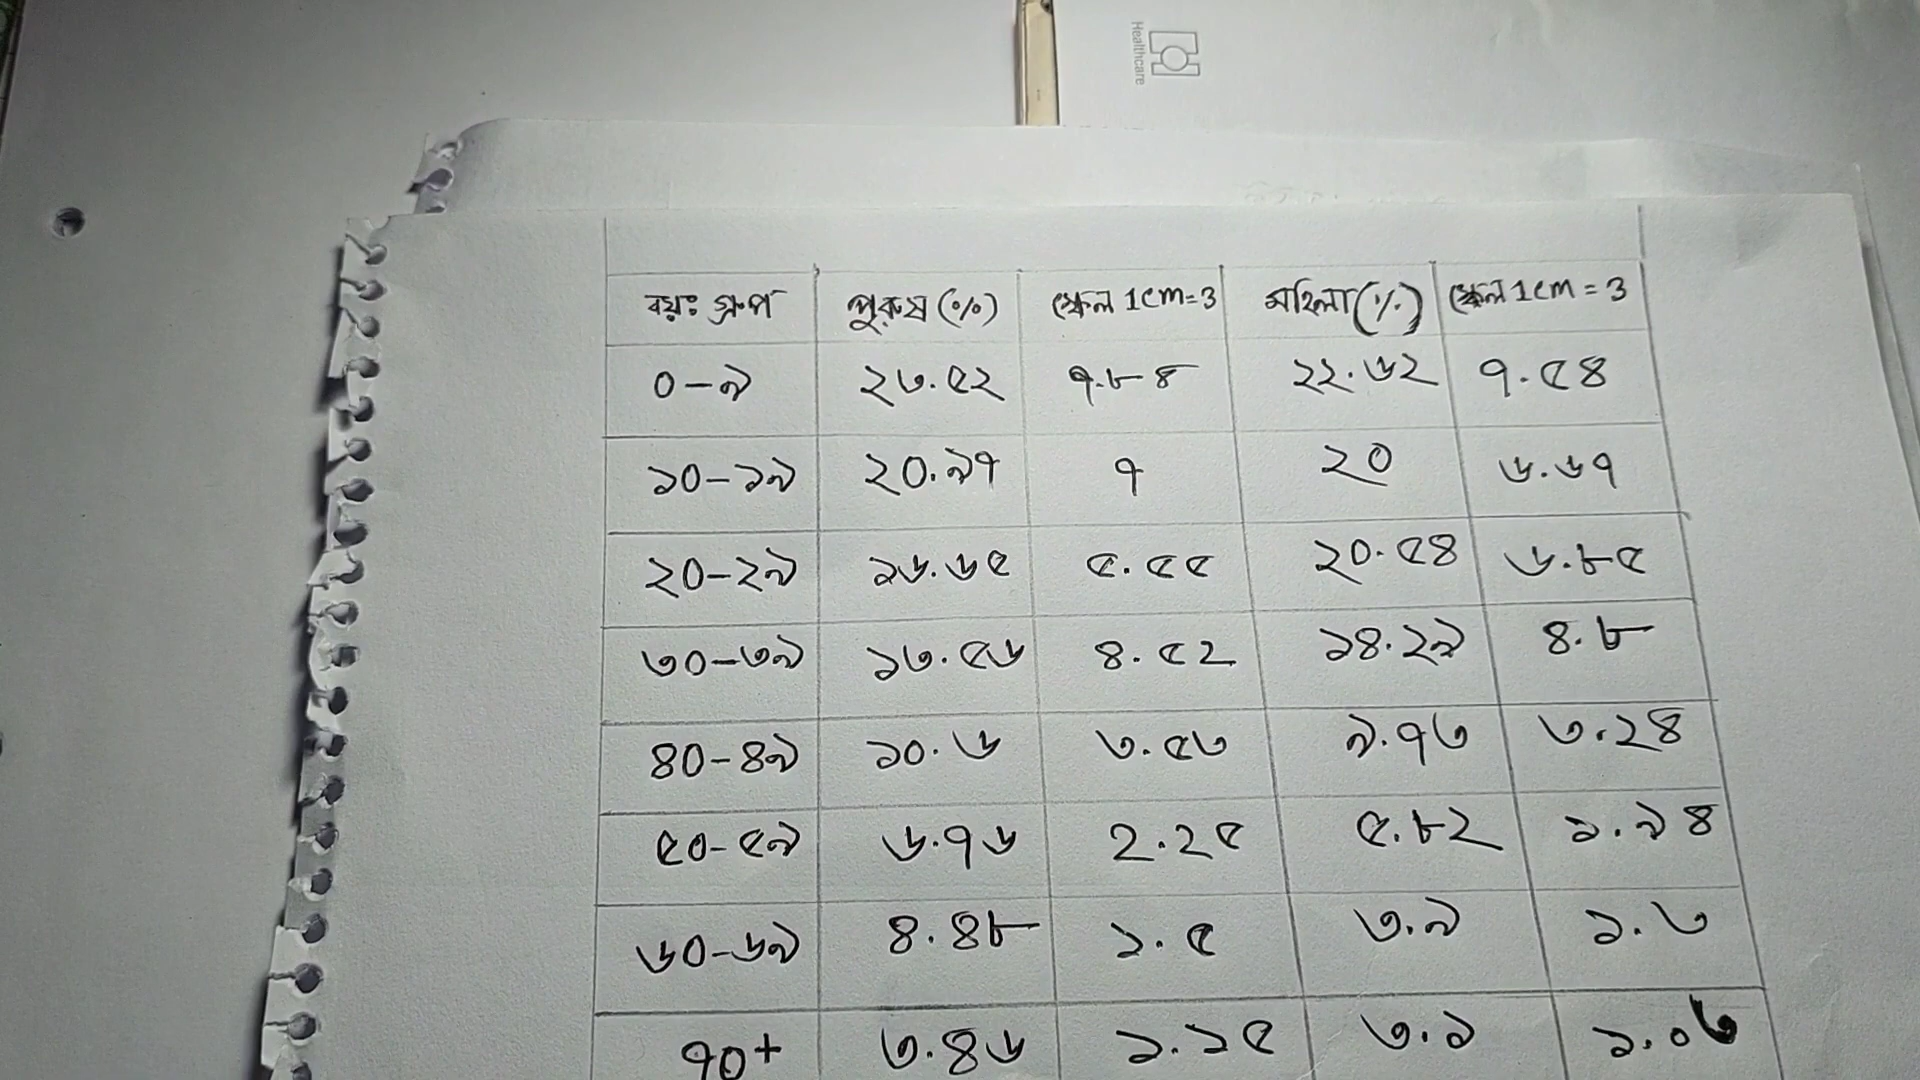 Healthcare
বয়ঃ গ্রুপ পুরুষ (%) স্কেল 1cm=3 মহিলা (%) স্কেল 1cm = 3
০-৯ ২৩.৫২ ৭.৮৪ ২২.৬২ ৭.৫৪
১০-১৯ ২০.৯৭ ৭ ২০ ৬.৬৭
২০-২৯ ১৬.৬৫ ৫.৫৫ ২০.৫৪ ৬.৮৫
৩০-৩৯ ১৩.৫৬ ৪.৫২ ১৪.২৯ ৪.৮
৪০-৪৯ ১০.৬ ৩.৫৩ ৯.৭৩ ৩.২৪
৫০-৫৯ ৬.৭৬ ২.২৫ ৫.৮২ ১.৯৪
৬০-৬৯ ৪.৪৮ ১.৫ ৩.৯ ১.৩
৭০+ ৩.৪৬ ১.১৫ ৩.১ ১.০৩